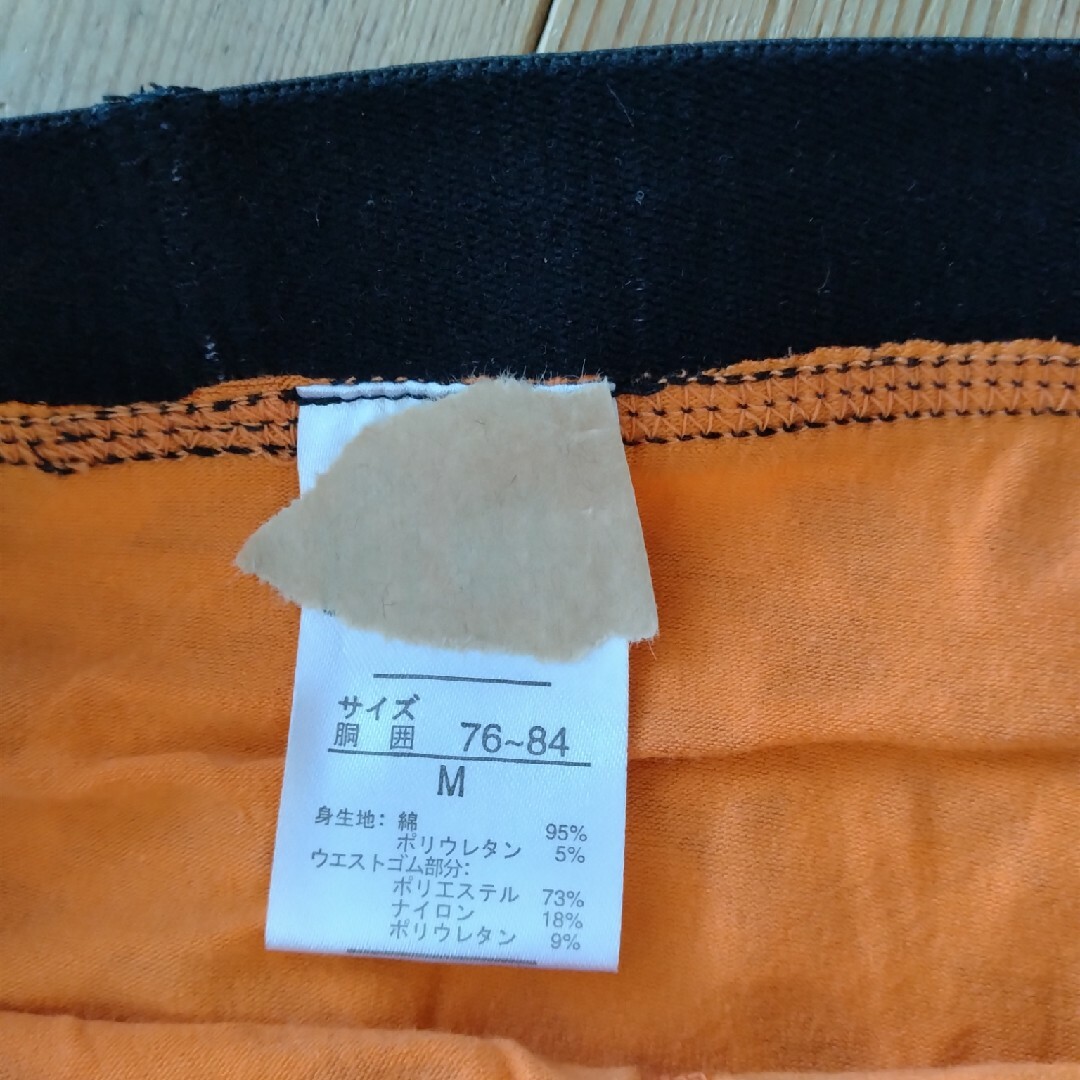 サイズ
胴 囲 76~84
M
身生地: 綿 95%
ポリウレタン 5%
ウエストゴム部分:
ポリエステル 73%
ナイロン 18%
ポリウレタン 9%